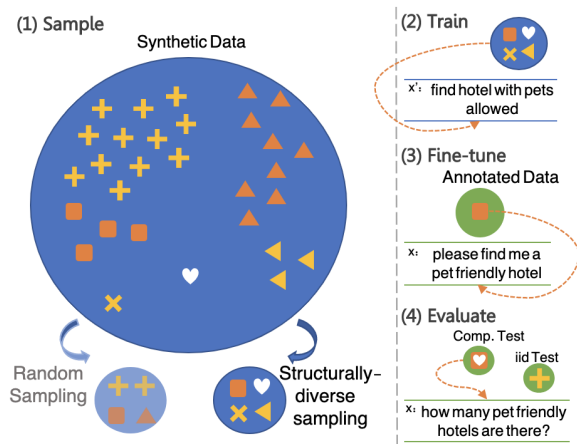 (1) Sample
Synthetic Data
Random
Sampling
Structurally-
diverse
sampling
(2) Train
x': find hotel with pets
allowed
(3) Fine-tune
Annotated Data
x: please find me a
pet friendly hotel
(4) Evaluate
Comp. Test
iid Test
x: how many pet friendly
hotels are there?